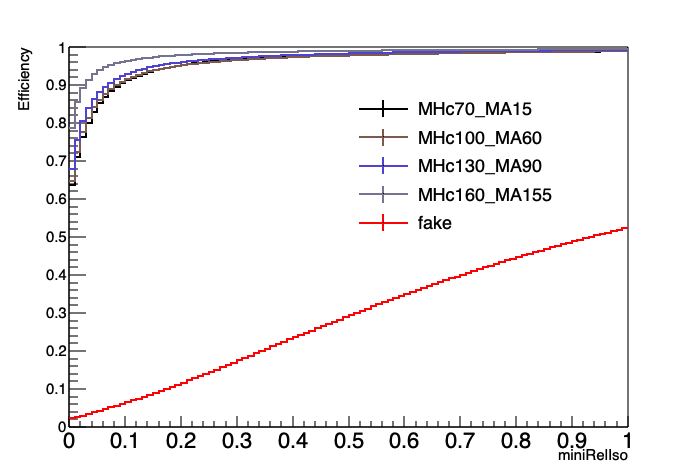 Efficiency
1
0.9
0.8
0.7
0.6
0.5
0.4
0.3
0.2
0.1
0
MHc70_MA15
MHc100_MA60
MHc130_MA90
MHc160_MA155
fake
0 0.1 0.2 0.3 0.4 0.5 0.6 0.7 0.8 0.9 1
miniRelIso